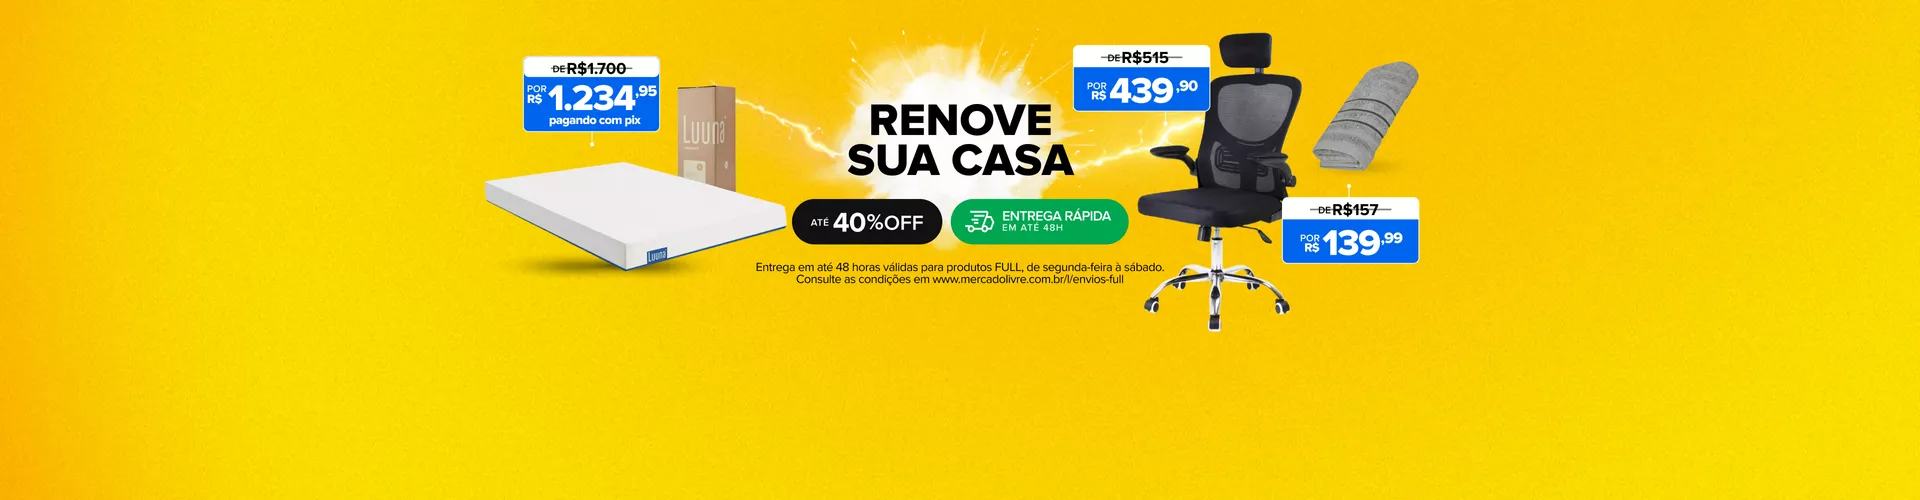 DE R$1.700
POR R$ 1.234,95
pagando com pix
Luuna
Luuna
RENOVE
SUA CASA
ATÉ 40%OFF
ENTREGA RÁPIDA
EM ATÉ 48H
Entrega em até 48 horas válidas para produtos FULL, de segunda-feira à sábado.
Consulte as condições em www.mercadolivre.com.br/l/envios-full
DE R$515
POR R$ 439,90
DE R$157
POR R$ 139,99